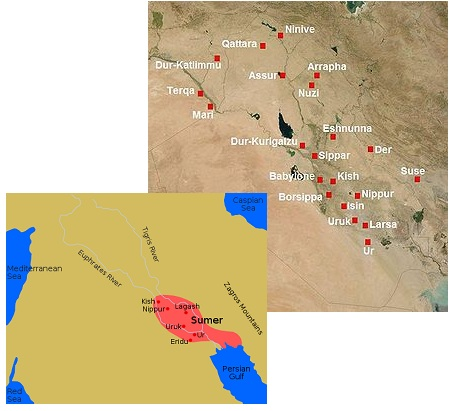 Ninive
Qattara
Dur-Katlimmu
Assur
Arrapha
Nuzi
Terqa
Mari
Eshnunna
Dur-Kurigalzu
Der
Sippar
Suse
Babylone
Kish
Borsippa
Nippur
Isin
Uruk
Larsa
Ur
Caspian
Sea
Tigris River
Mediterranean
Sea
Euphrates River
Zagros Mountains
Kish
Nippur
Lagash
Sumer
Uruk
Ur
Eridu
Persian
Gulf
Red
Sea